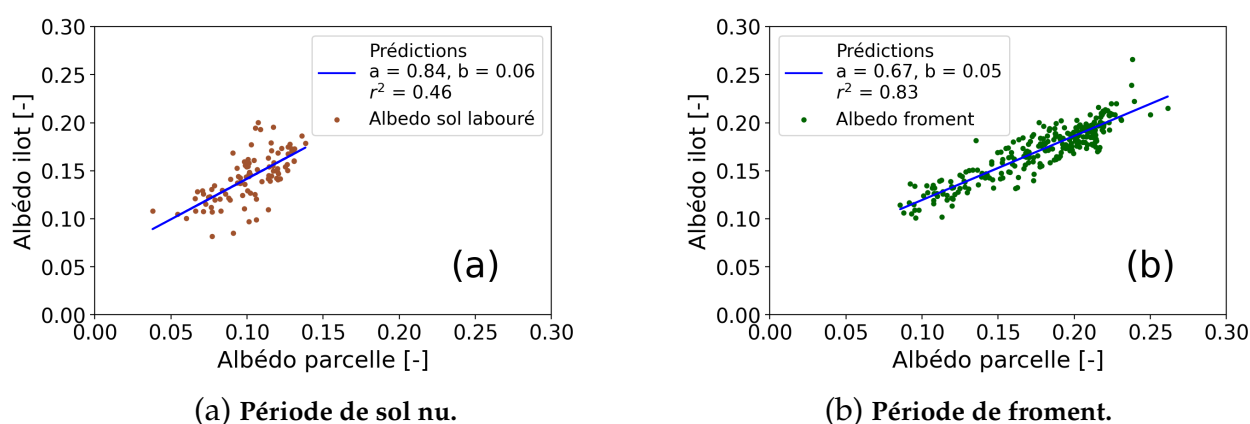 0.30
0.25
0.20
0.15
0.10
0.05
0.00
Albédo ilot [-]
Prédictions
a = 0.84, b = 0.06
r² = 0.46
Albedo sol labouré
(a)
0.00 0.05 0.10 0.15 0.20 0.25 0.30
Albédo parcelle [-]
(a) Période de sol nu.
0.30
0.25
0.20
0.15
0.10
0.05
0.00
Albédo ilot [-]
Prédictions
a = 0.67, b = 0.05
r² = 0.83
Albedo froment
(b)
0.00 0.05 0.10 0.15 0.20 0.25 0.30
Albédo parcelle [-]
(b) Période de froment.